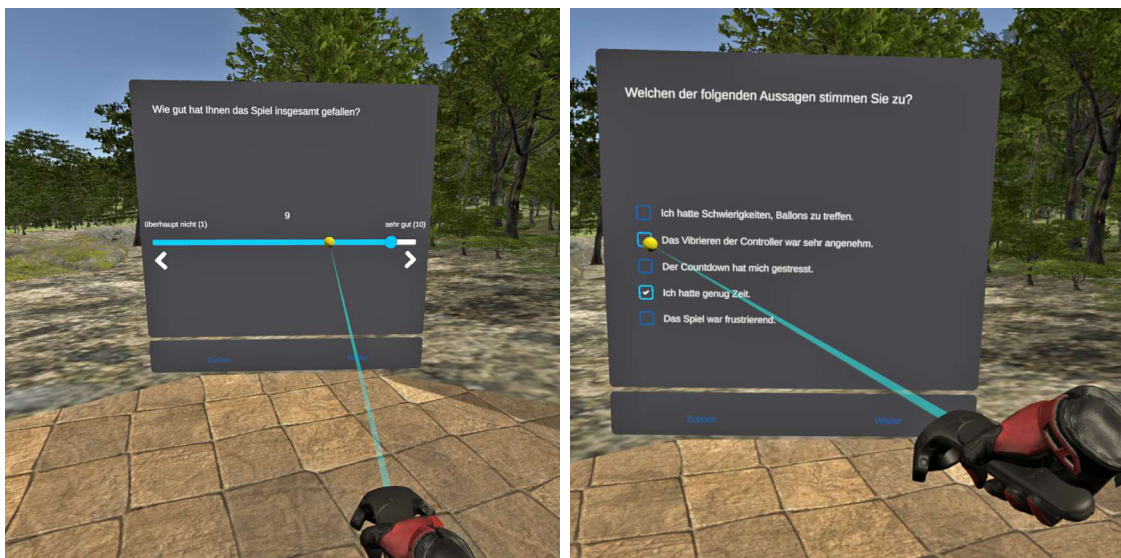 Wie gut hat Ihnen das Spiel insgesamt gefallen?
9
überhaupt nicht (1)
sehr gut (10)
Zurück
Weiter
Welchen der folgenden Aussagen stimmen Sie zu?
Ich hatte Schwierigkeiten, Ballons zu treffen.
Das Vibrieren der Controller war sehr angenehm.
Der Countdown hat mich gestresst.
Ich hatte genug Zeit.
Das Spiel war frustrierend.
Zurück
Weiter